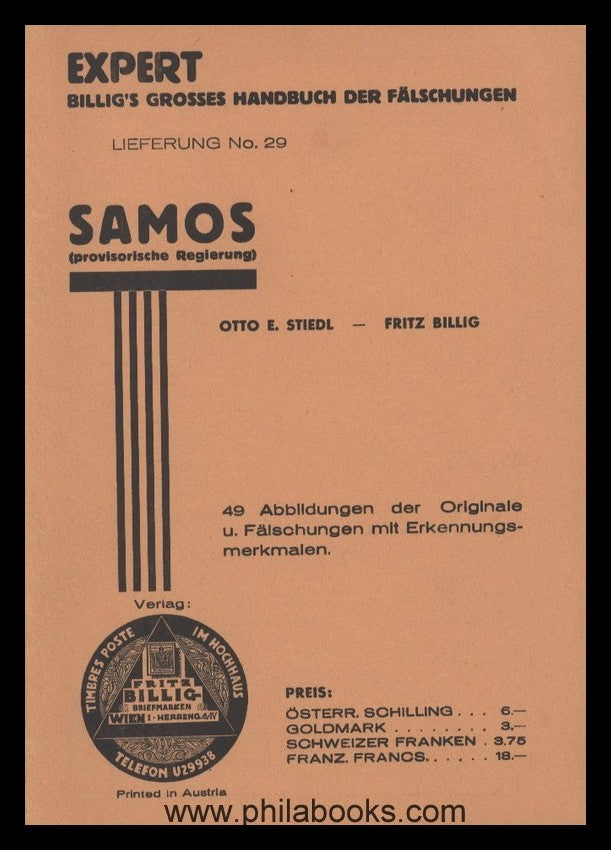 EXPERT
BILLIG'S GROSSES HANDBUCH DER FÄLSCHUNGEN
LIEFERUNG No. 29
SAMOS
(provisorische Regierung)
OTTO E. STIEDL — FRITZ BILLIG
49 Abbildungen der Originale
u. Fälschungen mit Erkennungs-
merkmalen.
Verlag:
TIMBRES POSTE IM HOCHHAUS
FRITZ
BILLIG
BRIEFMARKEN
WIEN I · HERRENG. 6/IV
TELEFON U29938
Printed in Austria
PREIS:
ÖSTERR. SCHILLING . . . 6.—
GOLDMARK . . . . . . . . 3.—
SCHWEIZER FRANKEN . 3.75
FRANZ. FRANCS. . . . . . 18.—
www.philabooks.com